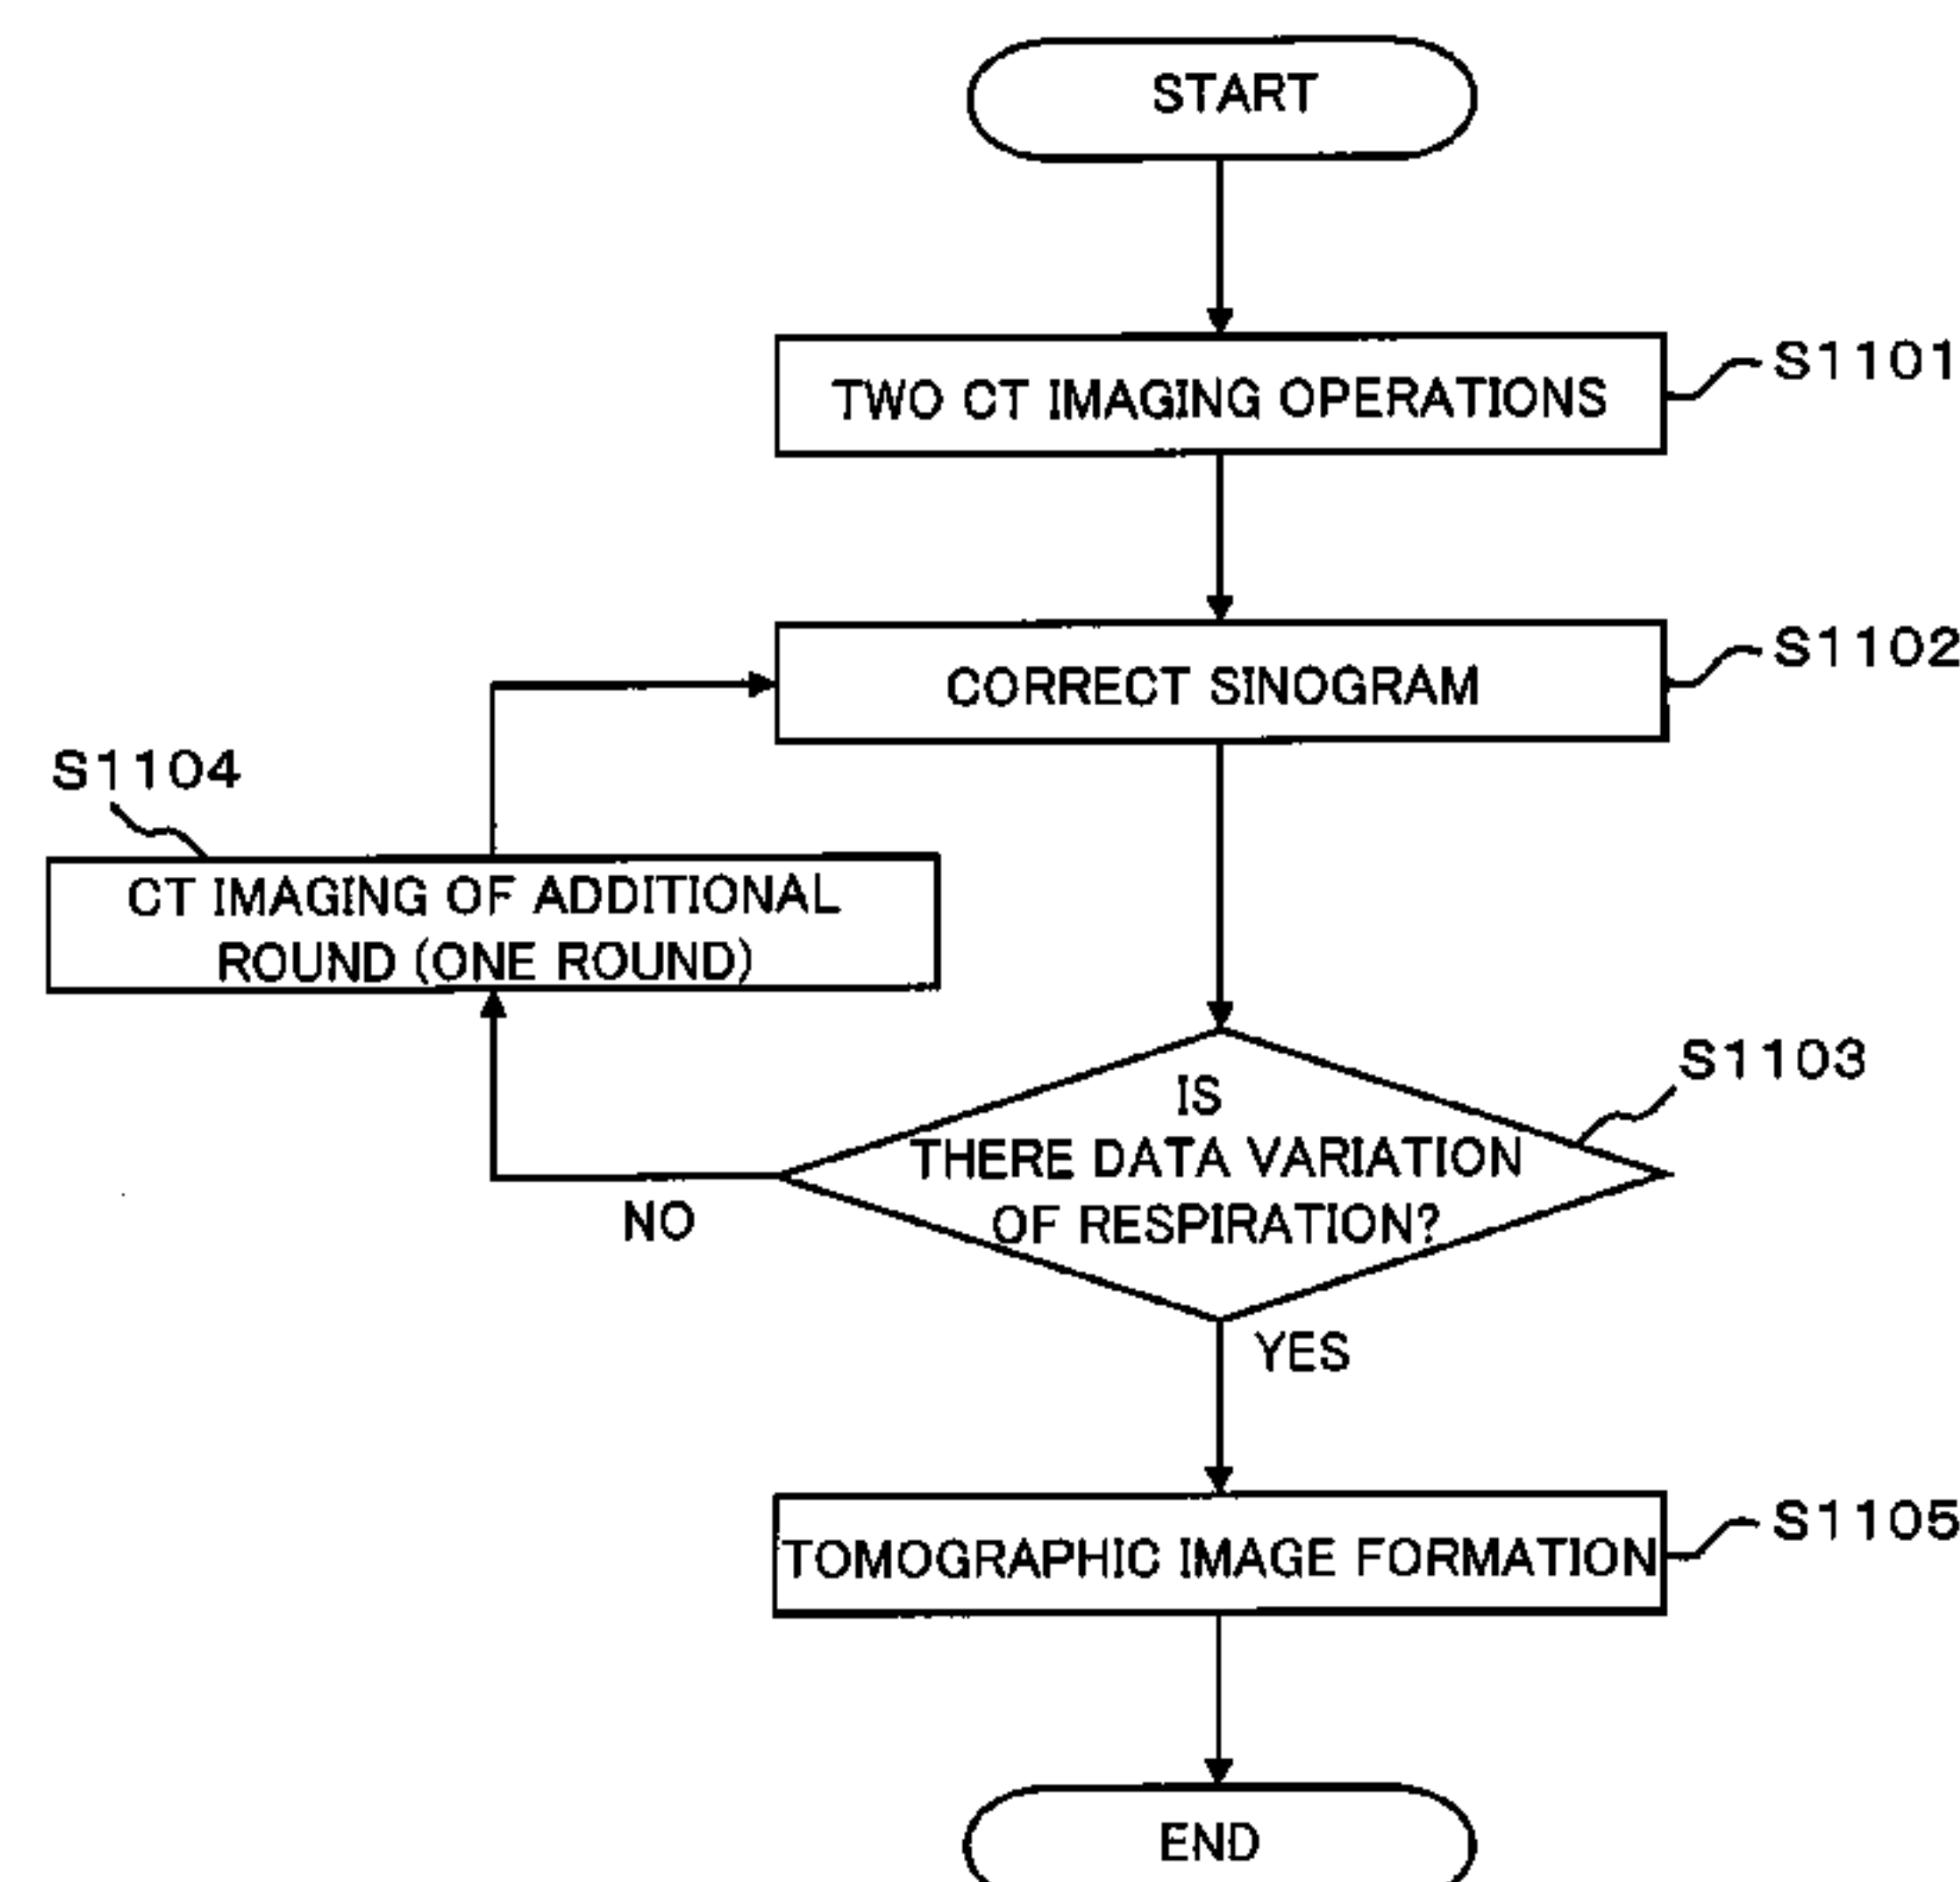 START
TWO CT IMAGING OPERATIONS
S1101
CORRECT SINOGRAM
S1102
S1104
CT IMAGING OF ADDITIONAL
ROUND (ONE ROUND)
S1103
IS
THERE DATA VARIATION
OF RESPIRATION?
NO
YES
TOMOGRAPHIC IMAGE FORMATION
S1105
END